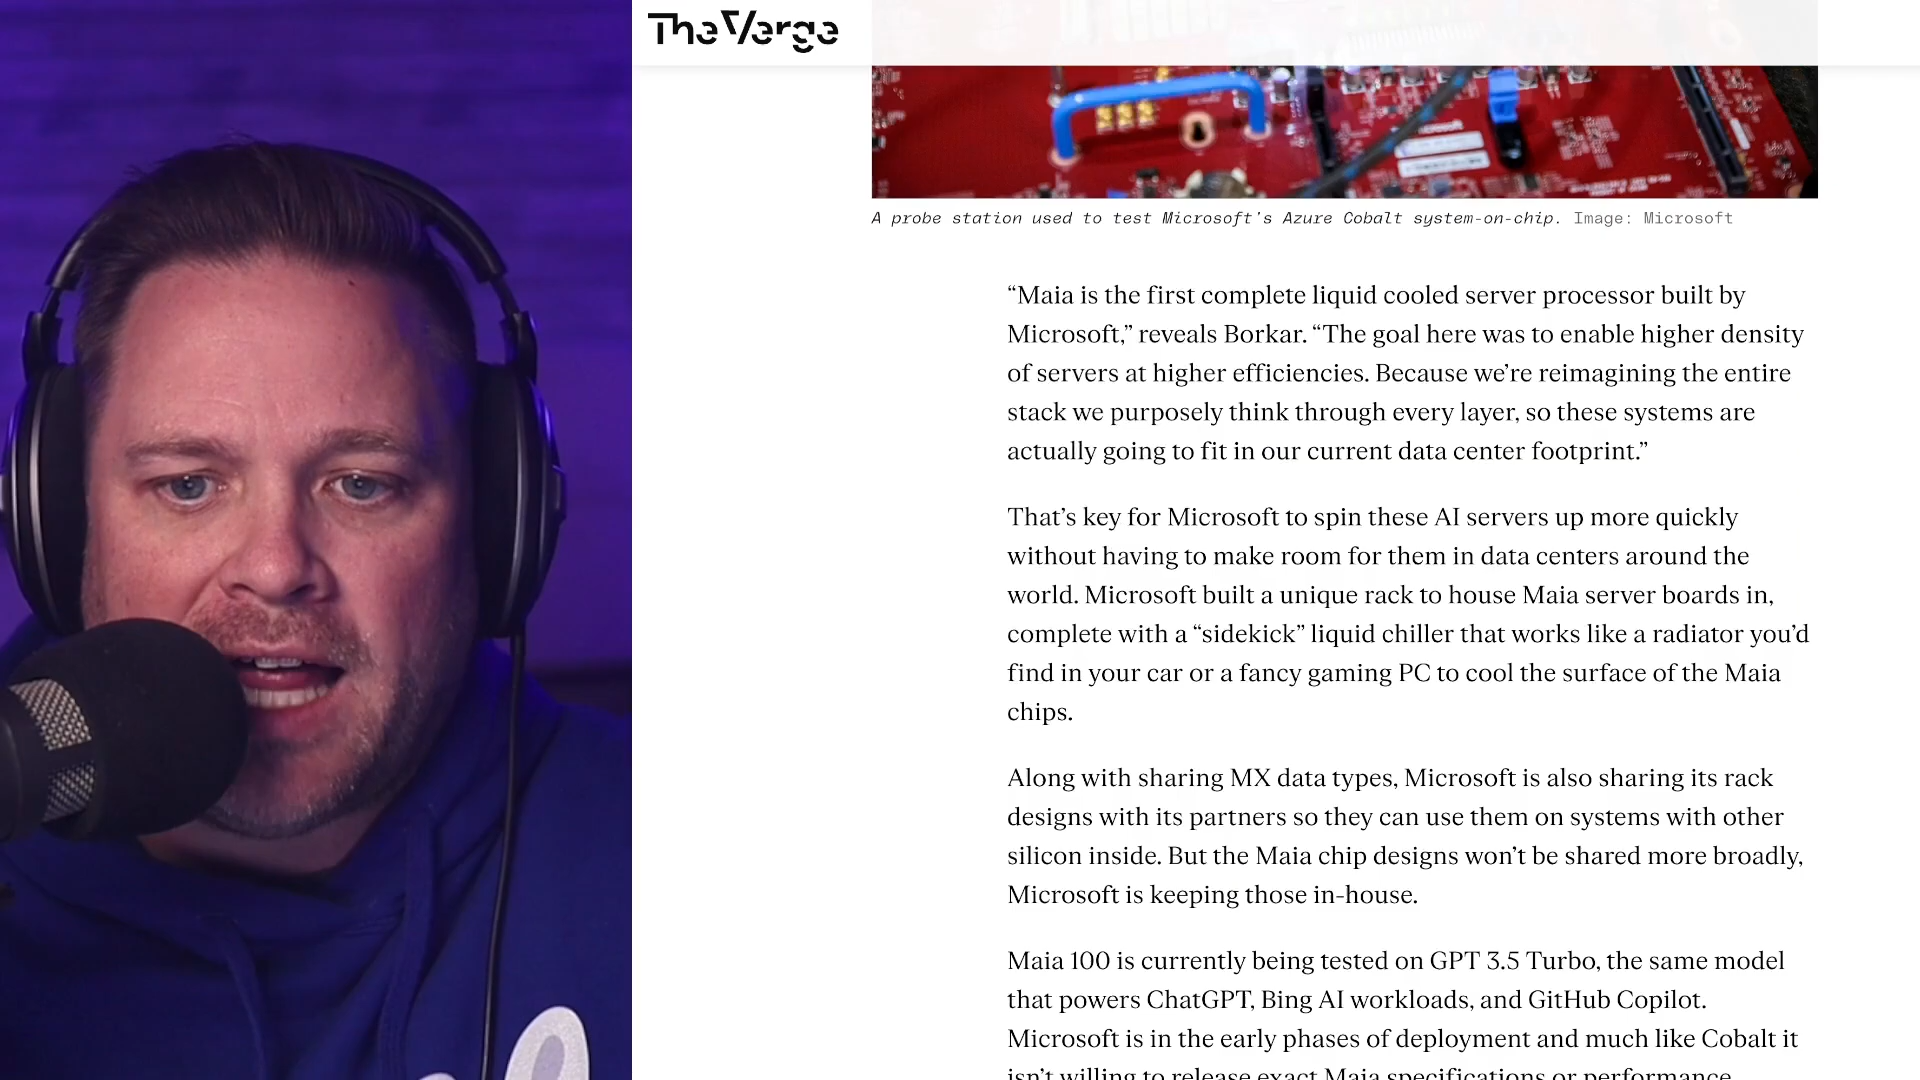 TheVerge
A probe station used to test Microsoft's Azure Cobalt system-on-chip. Image: Microsoft
“Maia is the first complete liquid cooled server processor built by
Microsoft,” reveals Borkar. “The goal here was to enable higher density
of servers at higher efficiencies. Because we’re reimagining the entire
stack we purposely think through every layer, so these systems are
actually going to fit in our current data center footprint.”
That’s key for Microsoft to spin these AI servers up more quickly
without having to make room for them in data centers around the
world. Microsoft built a unique rack to house Maia server boards in,
complete with a “sidekick” liquid chiller that works like a radiator you’d
find in your car or a fancy gaming PC to cool the surface of the Maia
chips.
Along with sharing MX data types, Microsoft is also sharing its rack
designs with its partners so they can use them on systems with other
silicon inside. But the Maia chip designs won’t be shared more broadly,
Microsoft is keeping those in-house.
Maia 100 is currently being tested on GPT 3.5 Turbo, the same model
that powers ChatGPT, Bing AI workloads, and GitHub Copilot.
Microsoft is in the early phases of deployment and much like Cobalt it
isn’t willing to release exact Maia specifications or performance